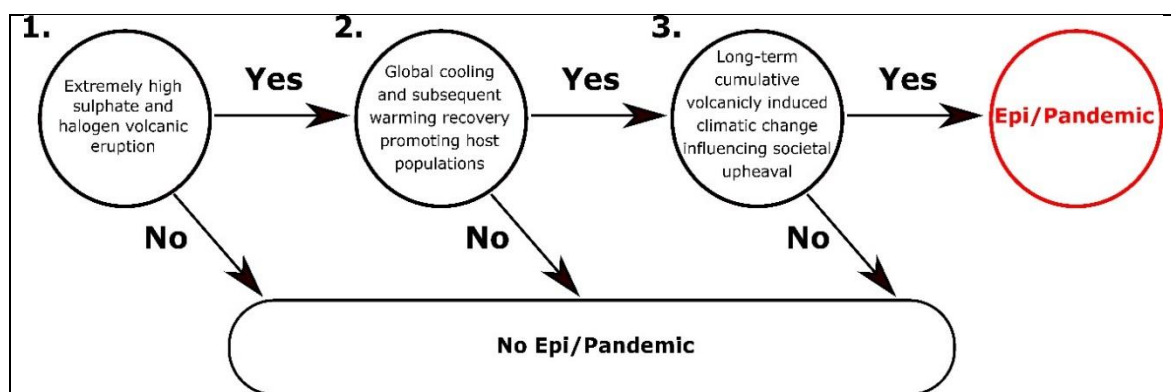 1.
Extremely high
sulphate and
halogen volcanic
eruption
Yes
2.
Global cooling
and subsequent
warming recovery
promoting host
populations
Yes
3.
Long-term
cumulative
volcanicly induced
climatic change
influencing societal
upheaval
Yes
Epi/Pandemic
No
No
No
No Epi/Pandemic